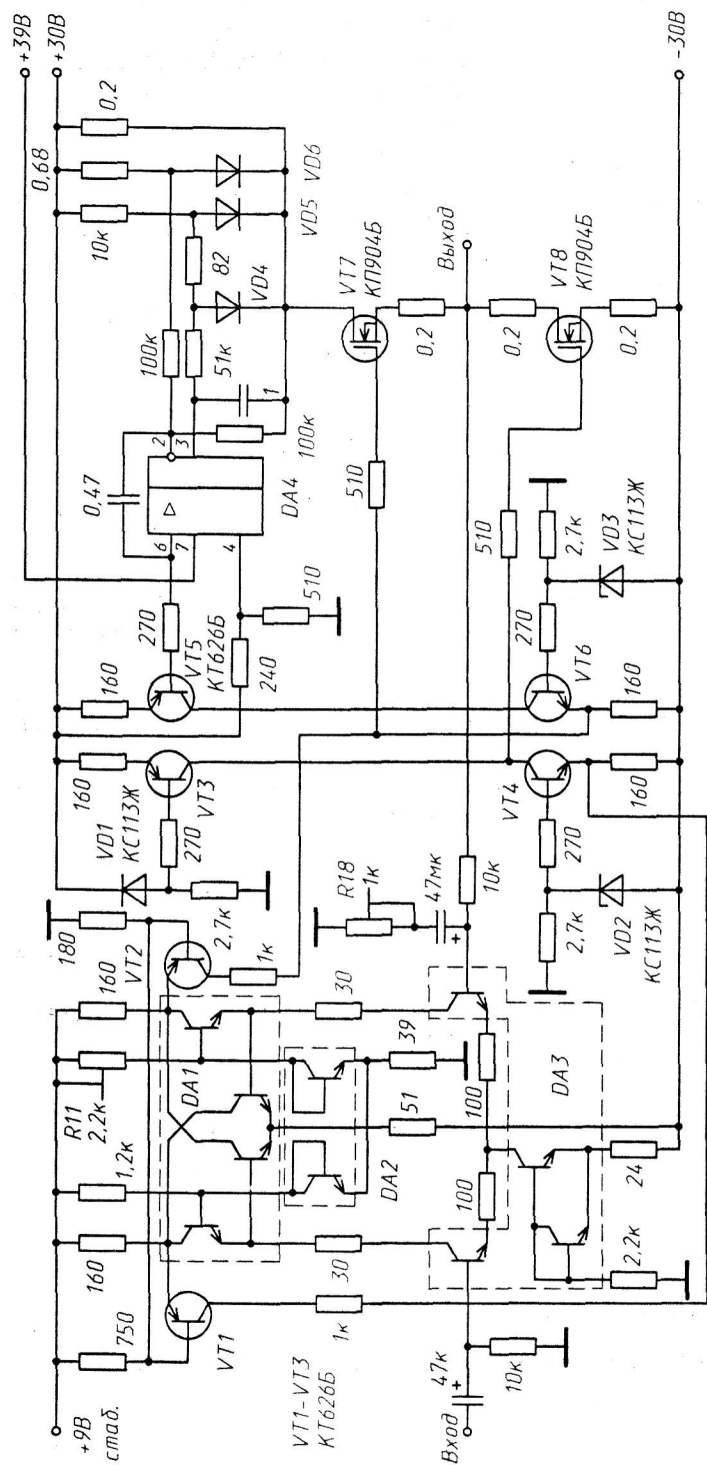 +39В
+30В
+9В
стаб.
750
160
1,2к
R11
2,2к
160
180
VD1
КС113Ж
160
160
0,68
10к
0,2
0,47
DA4
6
7
4
2
3
100к
51к
82
VD4
VD5
VD6
1
100к
VT1
VT2
DA1
DA2
270
2,7к
1к
VT3
270
VT5
КТ626Б
240
510
VT1-VT3
КТ626Б
30
1к
30
39
51
R18
1к
47мк
10к
510
510
VT7
КП904Б
0,2
Выход
0,2
VT8
КП904Б
0,2
Вход
47к
10к
100
100
DA3
2,2к
24
2,7к
270
VT4
VD2
КС113Ж
160
VT6
270
2,7к
VD3
КС113Ж
160
-30В